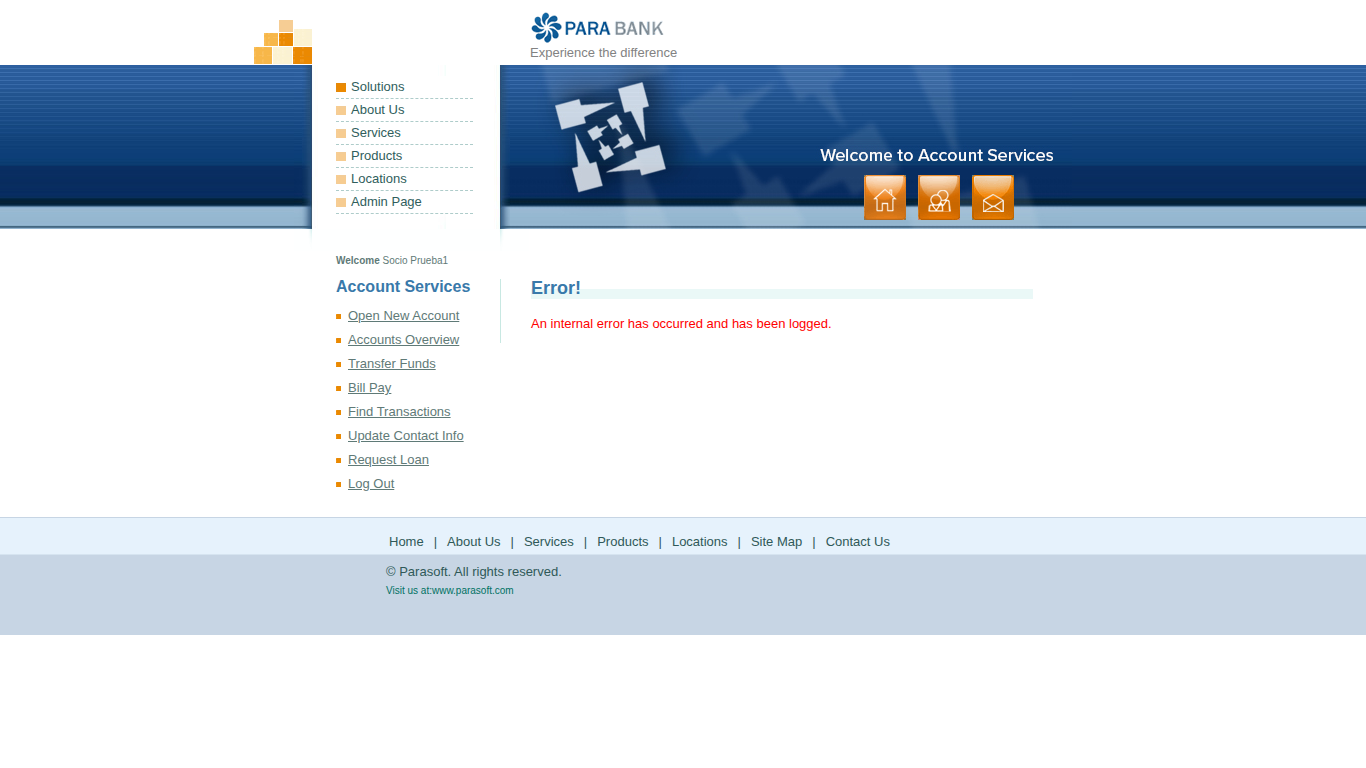 PARA BANK
Experience the difference
Solutions
About Us
Services
Products
Locations
Admin Page
Welcome to Account Services
Welcome Socio Prueba1
Account Services
Open New Account
Accounts Overview
Transfer Funds
Bill Pay
Find Transactions
Update Contact Info
Request Loan
Log Out
Error!
An internal error has occurred and has been logged.
Home | About Us | Services | Products | Locations | Site Map | Contact Us
© Parasoft. All rights reserved.
Visit us at:www.parasoft.com